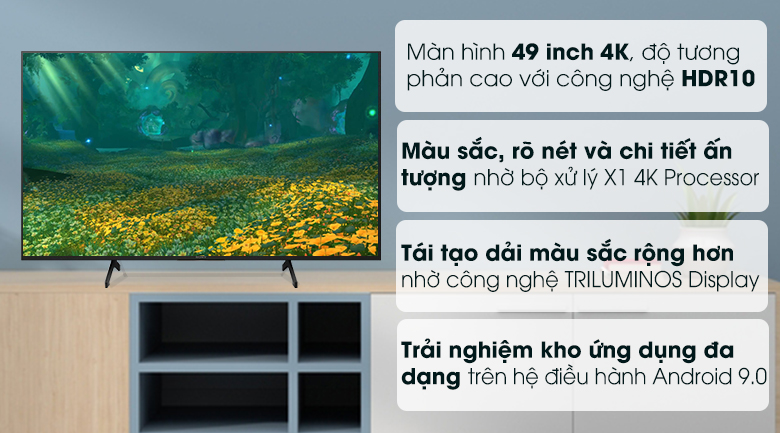 Màn hình 49 inch 4K, độ tương
phản cao với công nghệ HDR10
Màu sắc, rõ nét và chi tiết ấn
tượng nhờ bộ xử lý X1 4K Processor
Tái tạo dải màu sắc rộng hơn
nhờ công nghệ TRILUMINOS Display
Trải nghiệm kho ứng dụng đa
dạng trên hệ điều hành Android 9.0